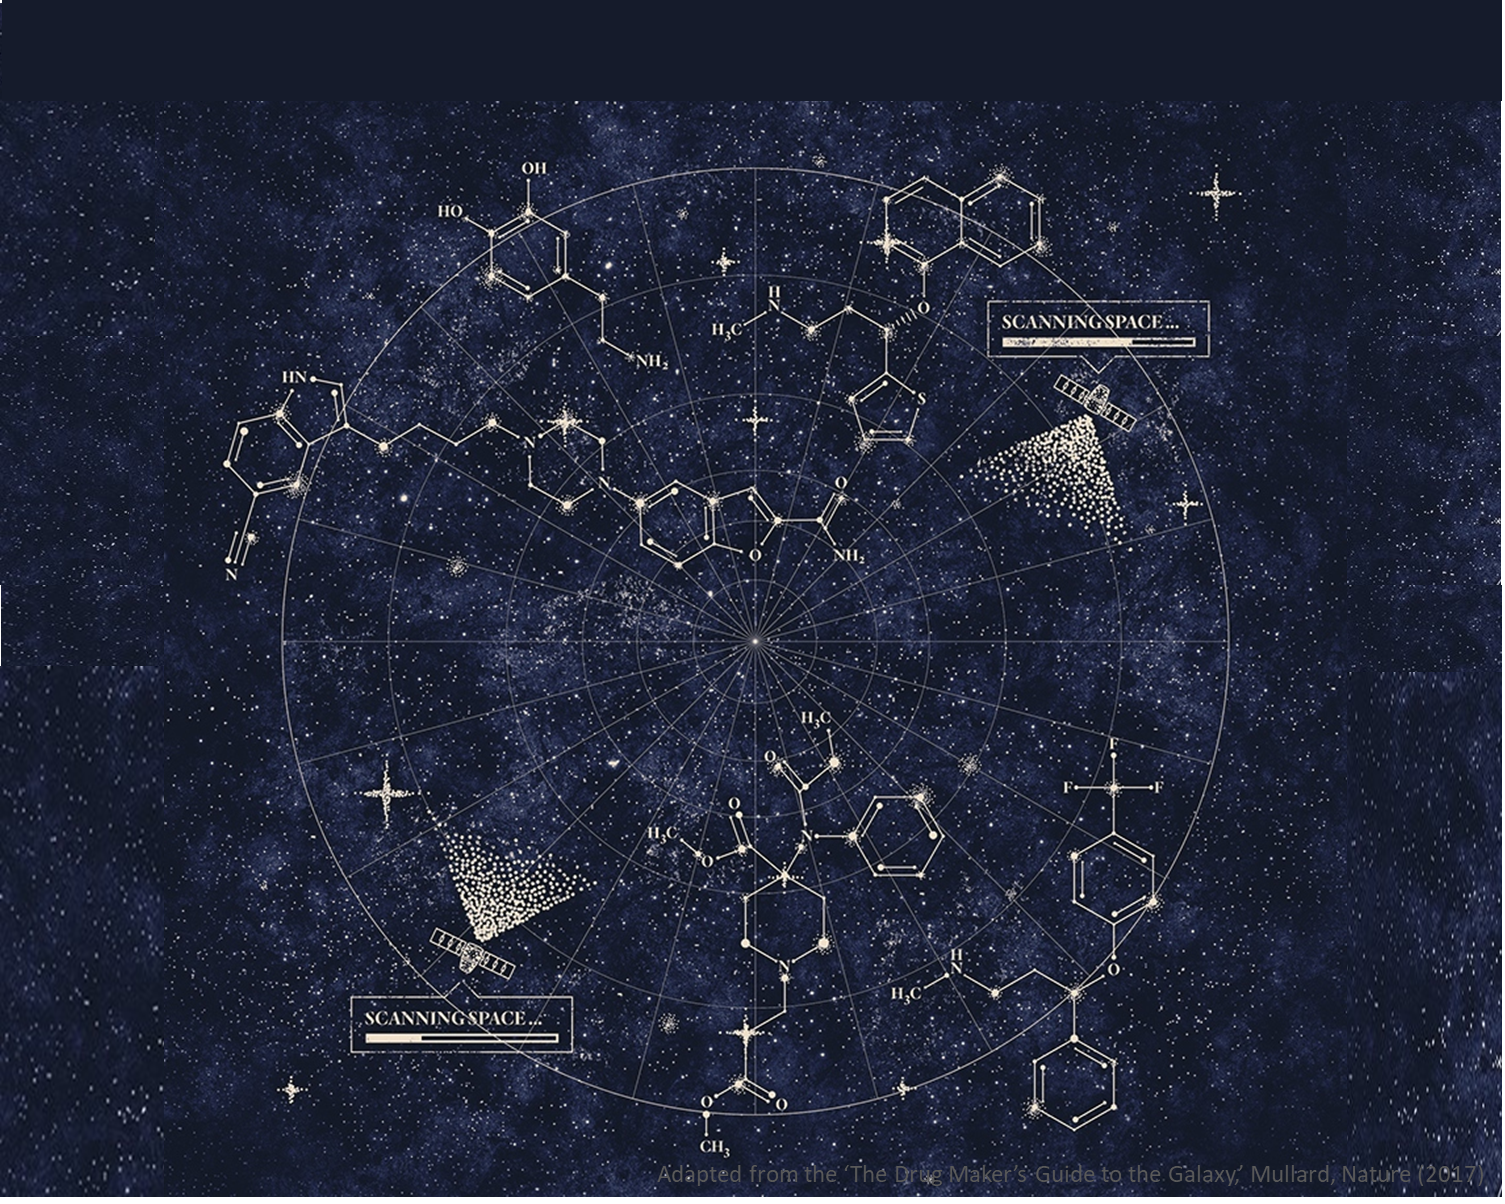 OH
HO
NH₂
H
N
H₃C
O
S
SCANNING SPACE...
HN
N
N
N
O
O
NH₂
H₃C
O
N
O
H₃C
O
N
O
O
CH₃
F
F
F
O
H
N
H₃C
SCANNING SPACE...
Adapted from the ‘The Drug Maker’s Guide to the Galaxy,’ Mullard, Nature (2017)